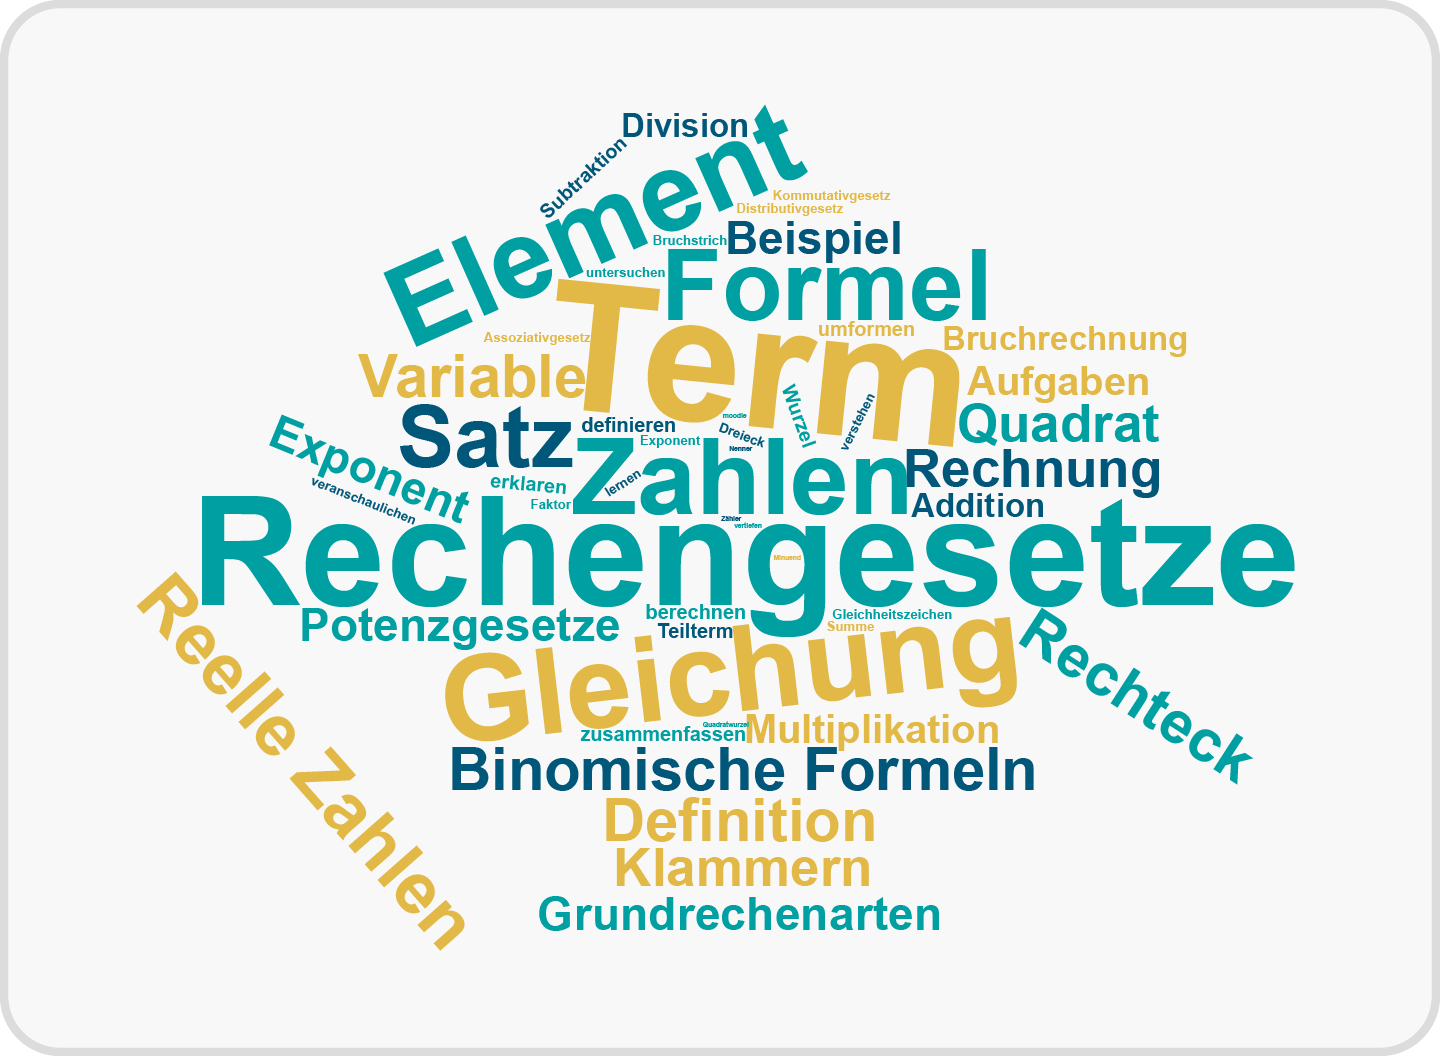 Division
Subtraktion
Element
Kommutativgesetz
Distributivgesetz
Bruchstrich
Beispiel
untersuchen
Formel
Term
umformen
Bruchrechnung
Assoziativgesetz
Variable
Aufgaben
Wurzel
verstehen
moodle
Quadrat
Satz
definieren
Dreieck
Exponent
Nenner
Exponent
Zahlen
Rechnung
erklaren
lernen
veranschaulichen
Faktor
Addition
Zähler
vertiefen
Rechengesetze
Minuend
Reelle Zahlen
Potenzgesetze
berechnen
Gleichheitszeichen
Teilterm
Summe
Gleichung
Rechteck
Quadratwurzel
zusammenfassen
Multiplikation
Binomische Formeln
Definition
Klammern
Grundrechenarten